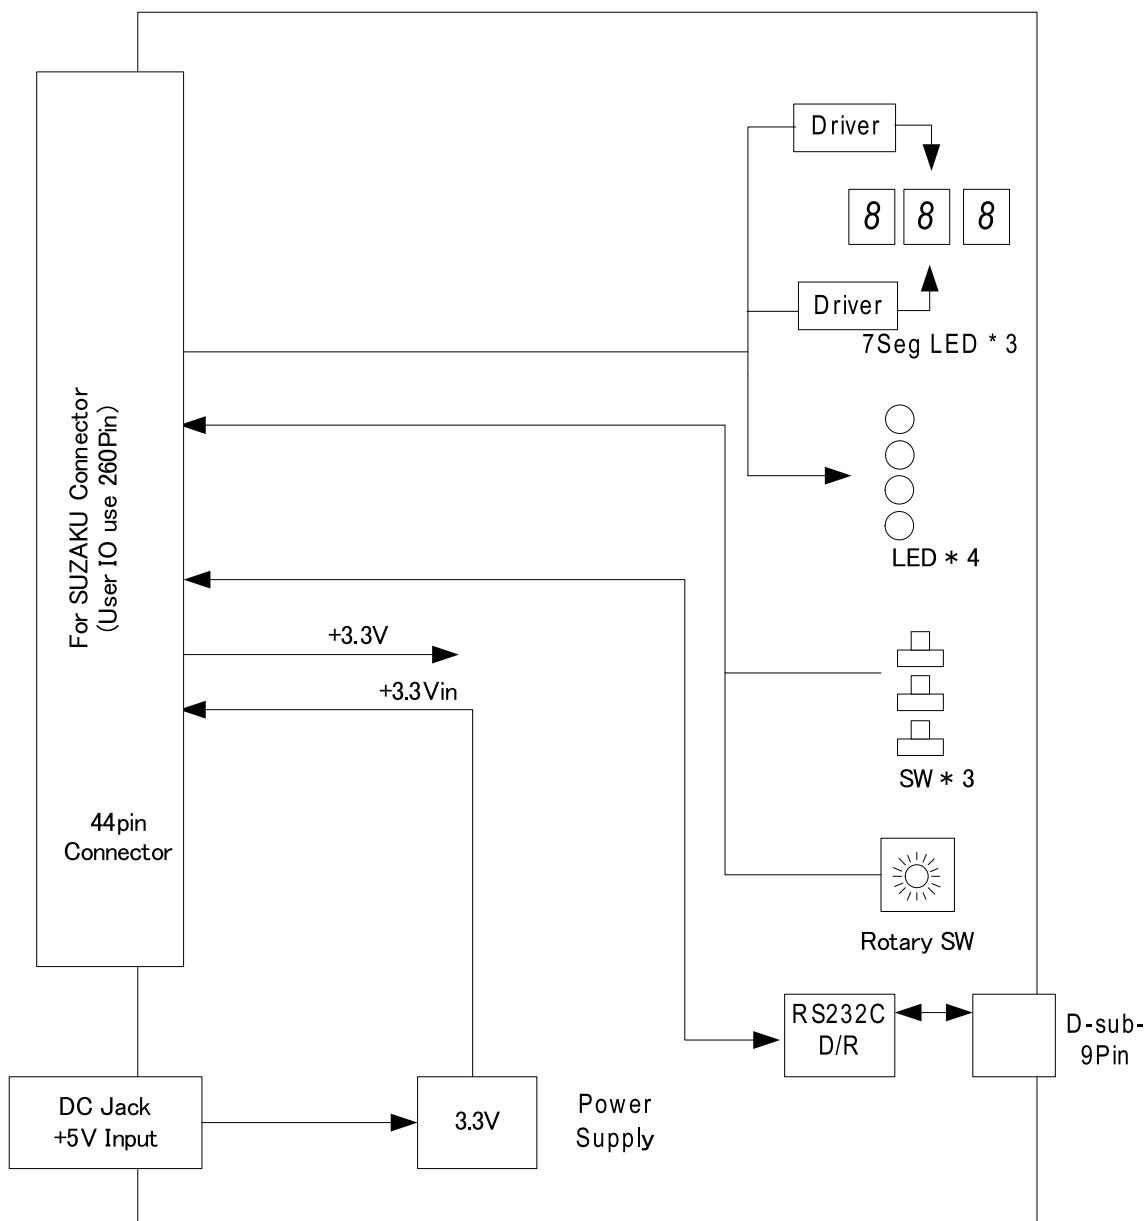 Driver
8 8 8
Driver
7Seg LED * 3
For SUZAKU Connector
(User IO use 260Pin)
LED * 4
+3.3V
+3.3Vin
SW * 3
44pin
Connector
Rotary SW
RS232C
D/R
D-sub-
9Pin
DC Jack
+5V Input
3.3V
Power
Supply